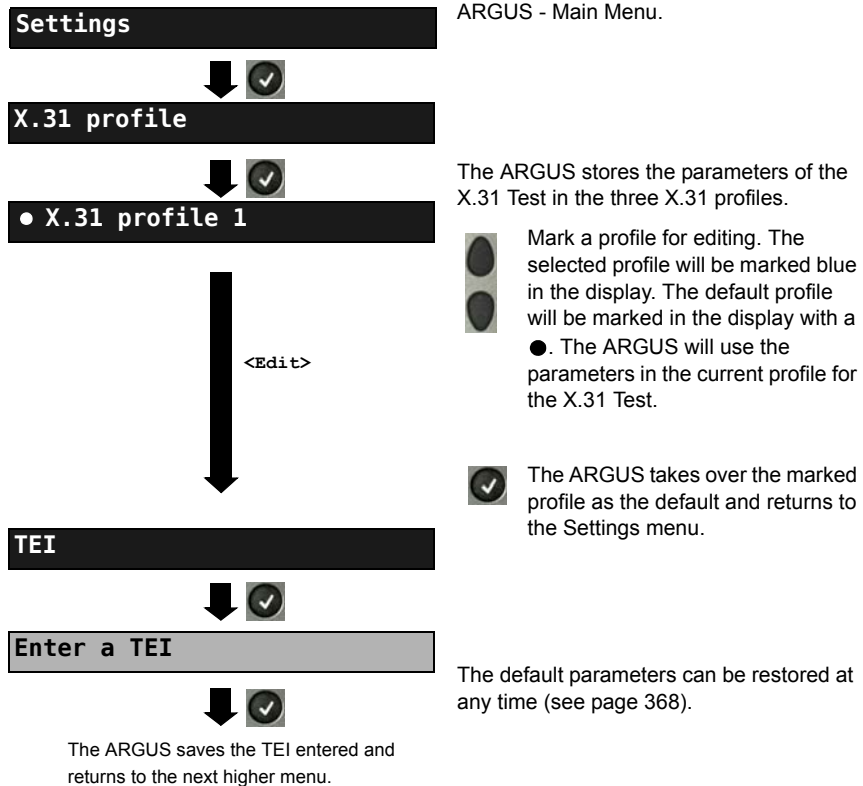 Settings
ARGUS - Main Menu.
X.31 profile
The ARGUS stores the parameters of the
X.31 Test in the three X.31 profiles.
● X.31 profile 1
Mark a profile for editing. The
selected profile will be marked blue
in the display. The default profile
will be marked in the display with a
●. The ARGUS will use the
parameters in the current profile for
the X.31 Test.
<Edit>
The ARGUS takes over the marked
profile as the default and returns to
the Settings menu.
TEI
Enter a TEI
The default parameters can be restored at
any time (see page 368).
The ARGUS saves the TEI entered and
returns to the next higher menu.